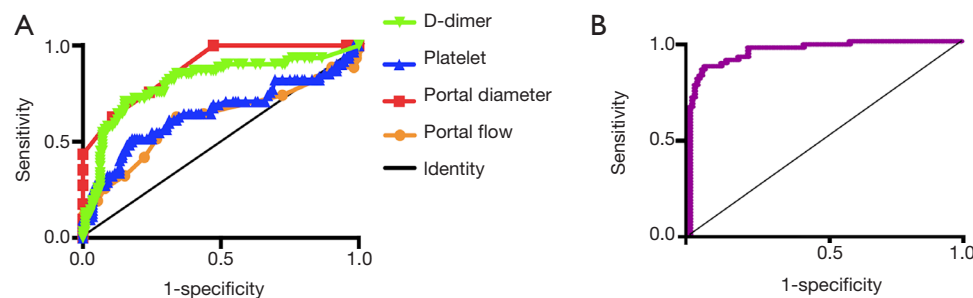 A
D-dimer
Platelet
Portal diameter
Portal flow
Identity
1.0
0.5
0.0
Sensitivity
0.0
0.5
1.0
1-specificity
B
1.0
0.5
0.0
Sensitivity
0.5
1.0
1-specificity